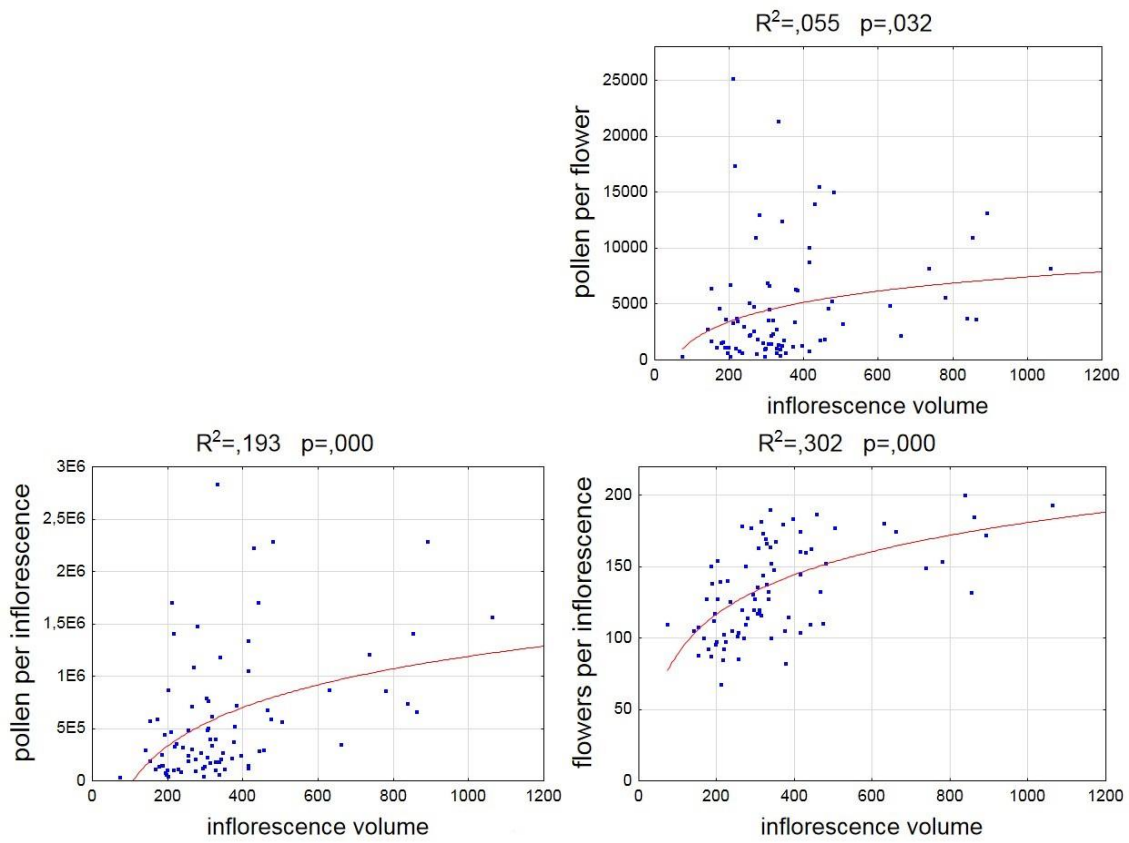 R²=,055 p=,032
25000
20000
15000
10000
5000
0
pollen per flower
0 200 400 600 800 1000 1200
inflorescence volume
R²=,193 p=,000
3E6
2,5E6
2E6
1,5E6
1E6
5E5
0
pollen per inflorescence
0 200 400 600 800 1000 1200
inflorescence volume
R²=,302 p=,000
200
150
100
50
0
flowers per inflorescence
0 200 400 600 800 1000 1200
inflorescence volume